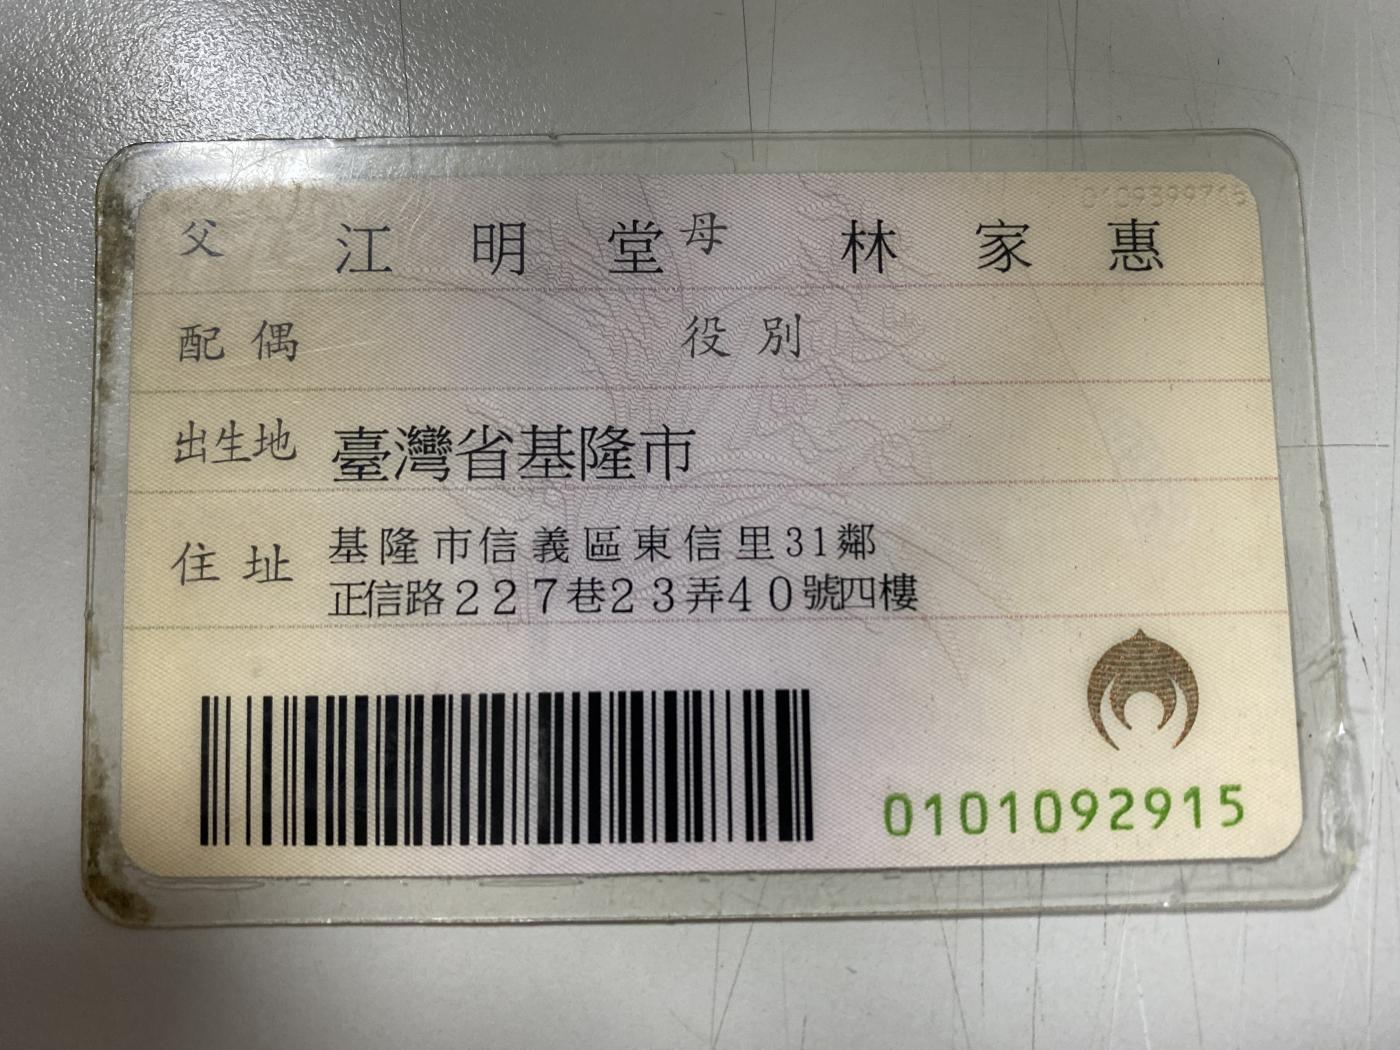 父 江明堂 母 林家惠
配偶 役別
出生地 臺灣省基隆市
住址 基隆市信義區東信里31鄰
正信路227巷23弄40號四樓
0101092915